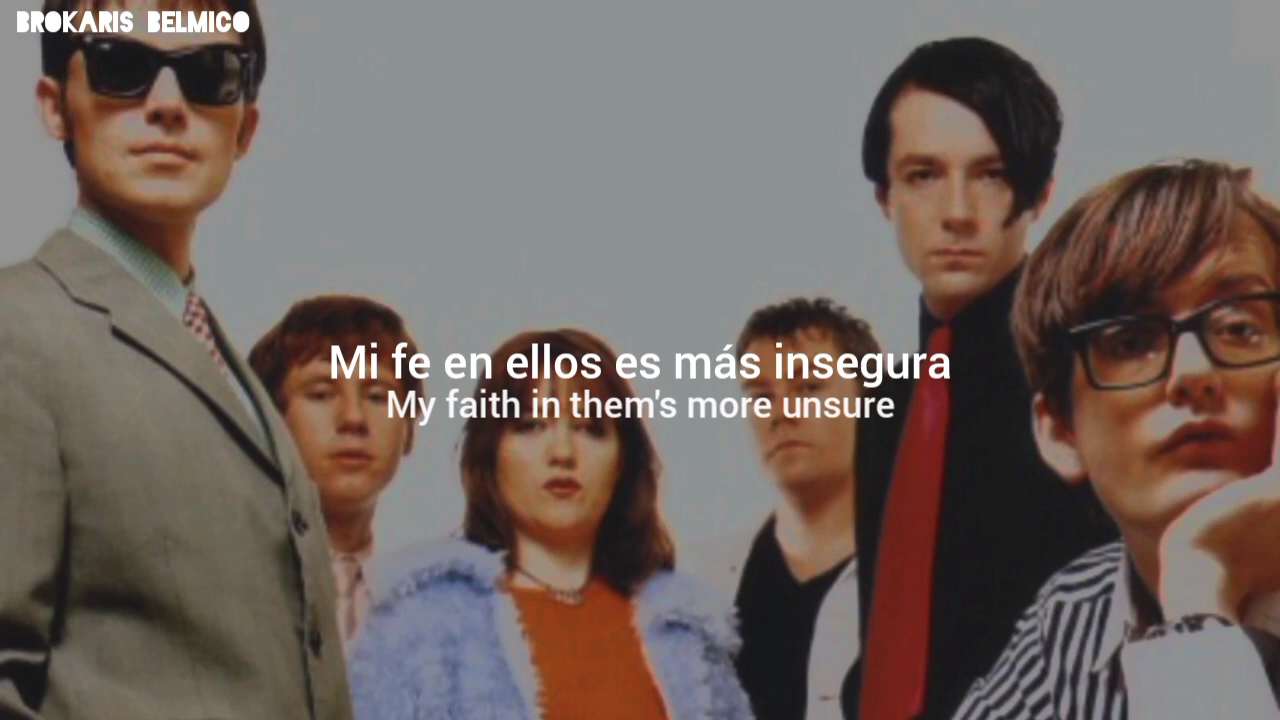 BROKARIS BELMICO
Mi fe en ellos es más insegura
My faith in them's more unsure